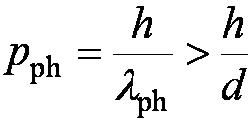 p_ph = h/λ_ph > h/d